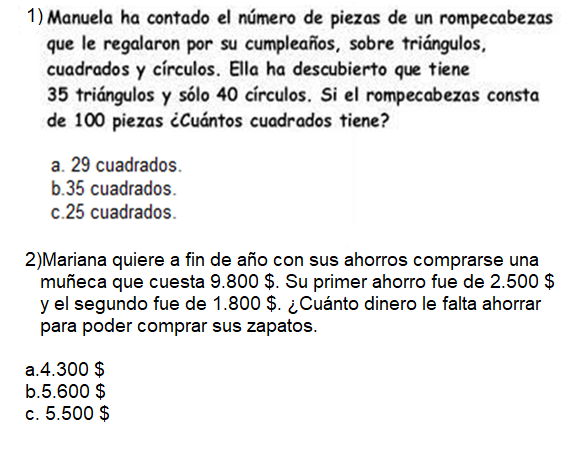 1) Manuela ha contado el número de piezas de un rompecabezas
que le regalaron por su cumpleaños, sobre triángulos,
cuadrados y círculos. Ella ha descubierto que tiene
35 triángulos y sólo 40 círculos. Si el rompecabezas consta
de 100 piezas ¿Cuántos cuadrados tiene?
a. 29 cuadrados.
b.35 cuadrados.
c.25 cuadrados.
2)Mariana quiere a fin de año con sus ahorros comprarse una
muñeca que cuesta 9.800 $. Su primer ahorro fue de 2.500 $
y el segundo fue de 1.800 $. ¿Cuánto dinero le falta ahorrar
para poder comprar sus zapatos.
a.4.300 $
b.5.600 $
c. 5.500 $